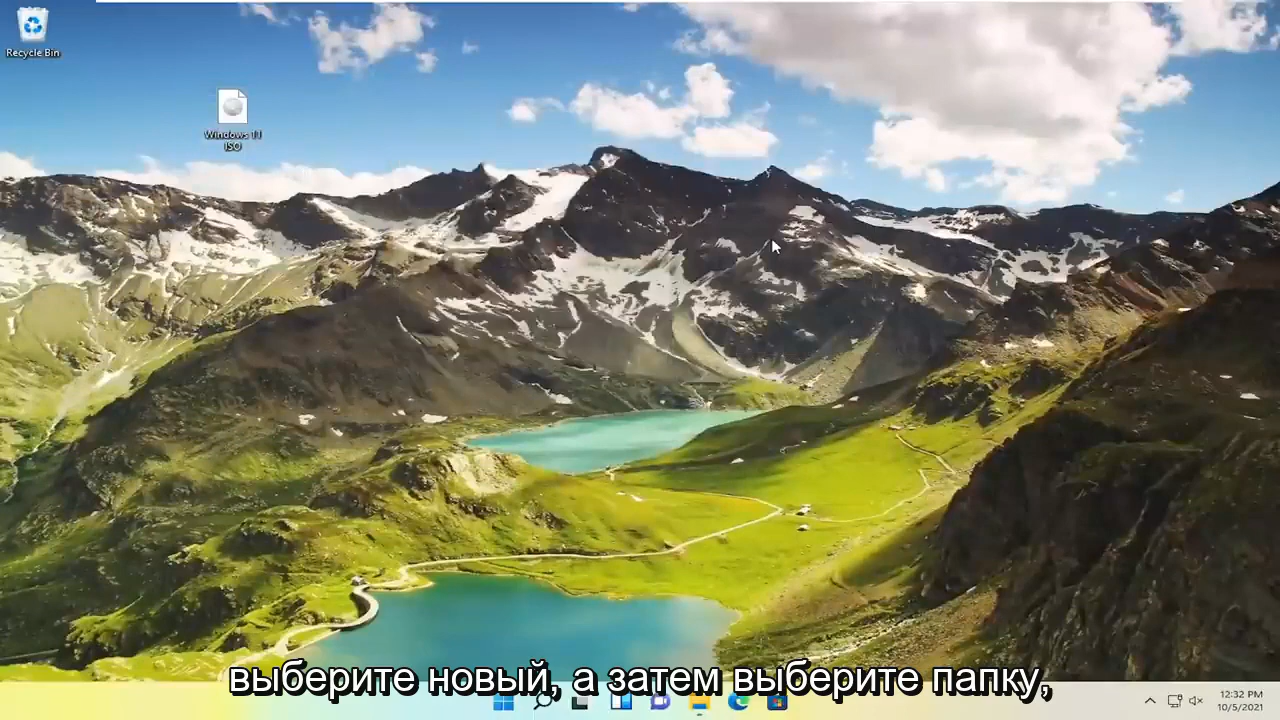 Recycle Bin
Windows 11
ISO
выберите новый, а затем выберите папку,
12:32 PM
10/5/2021